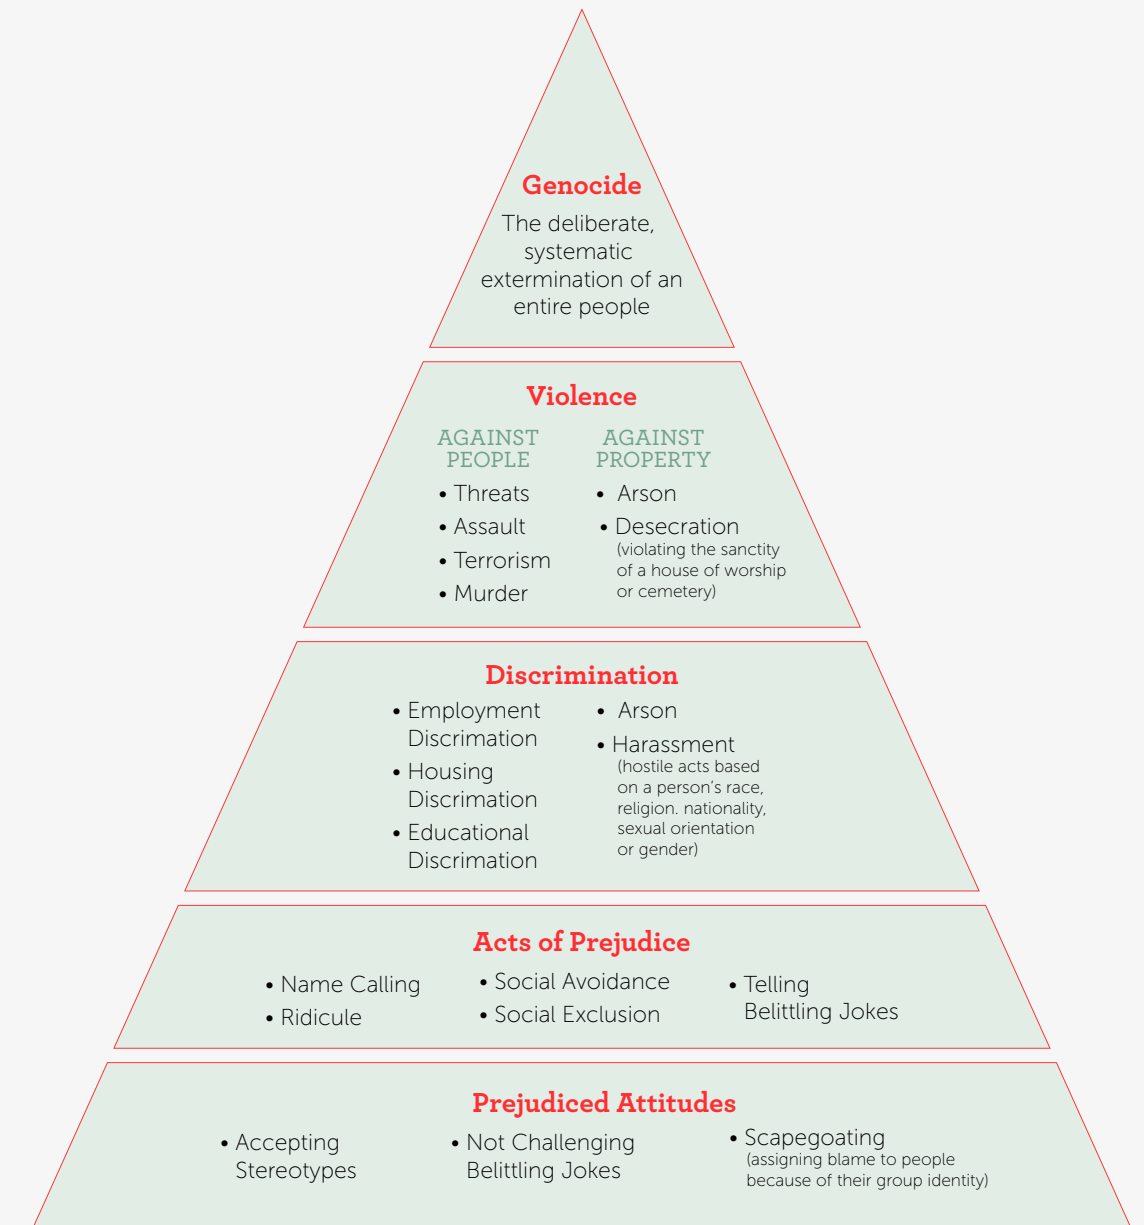 Genocide
The deliberate,
systematic
extermination of an
entire people
Violence
AGAINST
PEOPLE
• Threats
• Assault
• Terrorism
• Murder
AGAINST
PROPERTY
• Arson
• Desecration
(violating the sanctity
of a house of worship
or cemetery)
Discrimination
• Employment
Discrimation
• Housing
Discrimation
• Educational
Discrimation
• Arson
• Harassment
(hostile acts based
on a person’s race,
religion. nationality,
sexual orientation
or gender)
Acts of Prejudice
• Name Calling
• Ridicule
• Social Avoidance
• Social Exclusion
• Telling
Belittling Jokes
Prejudiced Attitudes
• Accepting
Stereotypes
• Not Challenging
Belittling Jokes
• Scapegoating
(assigning blame to people
because of their group identity)